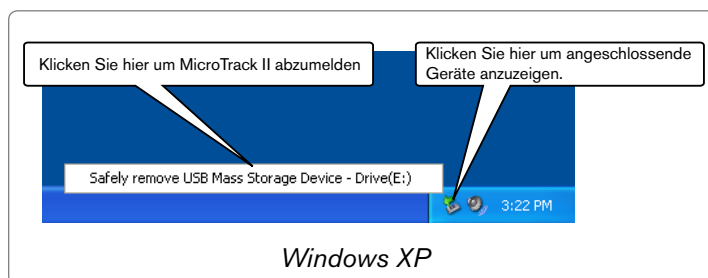 Klicken Sie hier um MicroTrack II abzumelden
Klicken Sie hier um angeschlossende
Geräte anzuzeigen.
Safely remove USB Mass Storage Device - Drive(E:)
3:22 PM
Windows XP